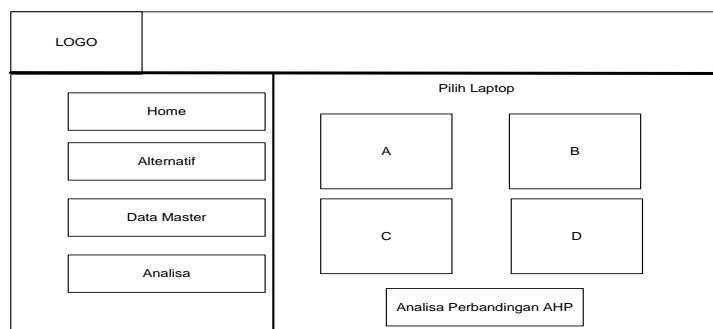 LOGO
Home
Alternatif
Data Master
Analisa
Pilih Laptop
A
B
C
D
Analisa Perbandingan AHP